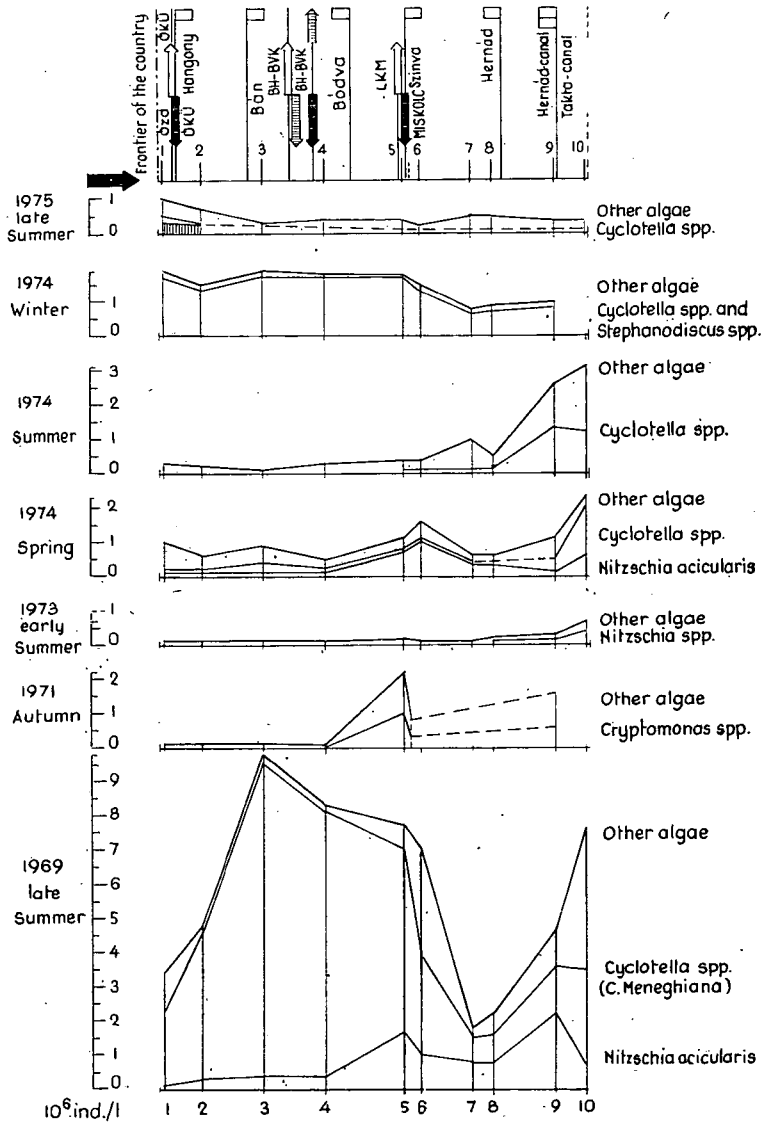 Frontier of the country
Ózd
ÓKÜ
ÓKÜ
Hangony
Bán
BH-BVK
BH-BVK
Bódva
LKM
MISKOLC
Szinva
Hernád
Hernád-canal
Takta-canal
2 3 4 5 6 7 8 9 10
1975
late
Summer
1
0
Other algae
Cyclotella spp.
1974
Winter
1
0
Other algae
Cyclotella spp. and
Stephanodiscus spp.
1974
Summer
3
2
1
0
Other algae
Cyclotella spp.
1974
Spring
2
1
0
Other algae
Cyclotella spp.
Nitzschia acicularis
1973
early
Summer
1
0
Other algae
Nitzschia spp.
1971
Autumn
2
1
0
Other algae
Cryptomonas spp.
1969
late
Summer
9
8
7
6
5
4
3
2
1
0
Other algae
Cyclotella spp.
(C. Meneghiana)
Nitzschia acicularis
10⁶ind./l
1 2 3 4 5 6 7 8 9 10